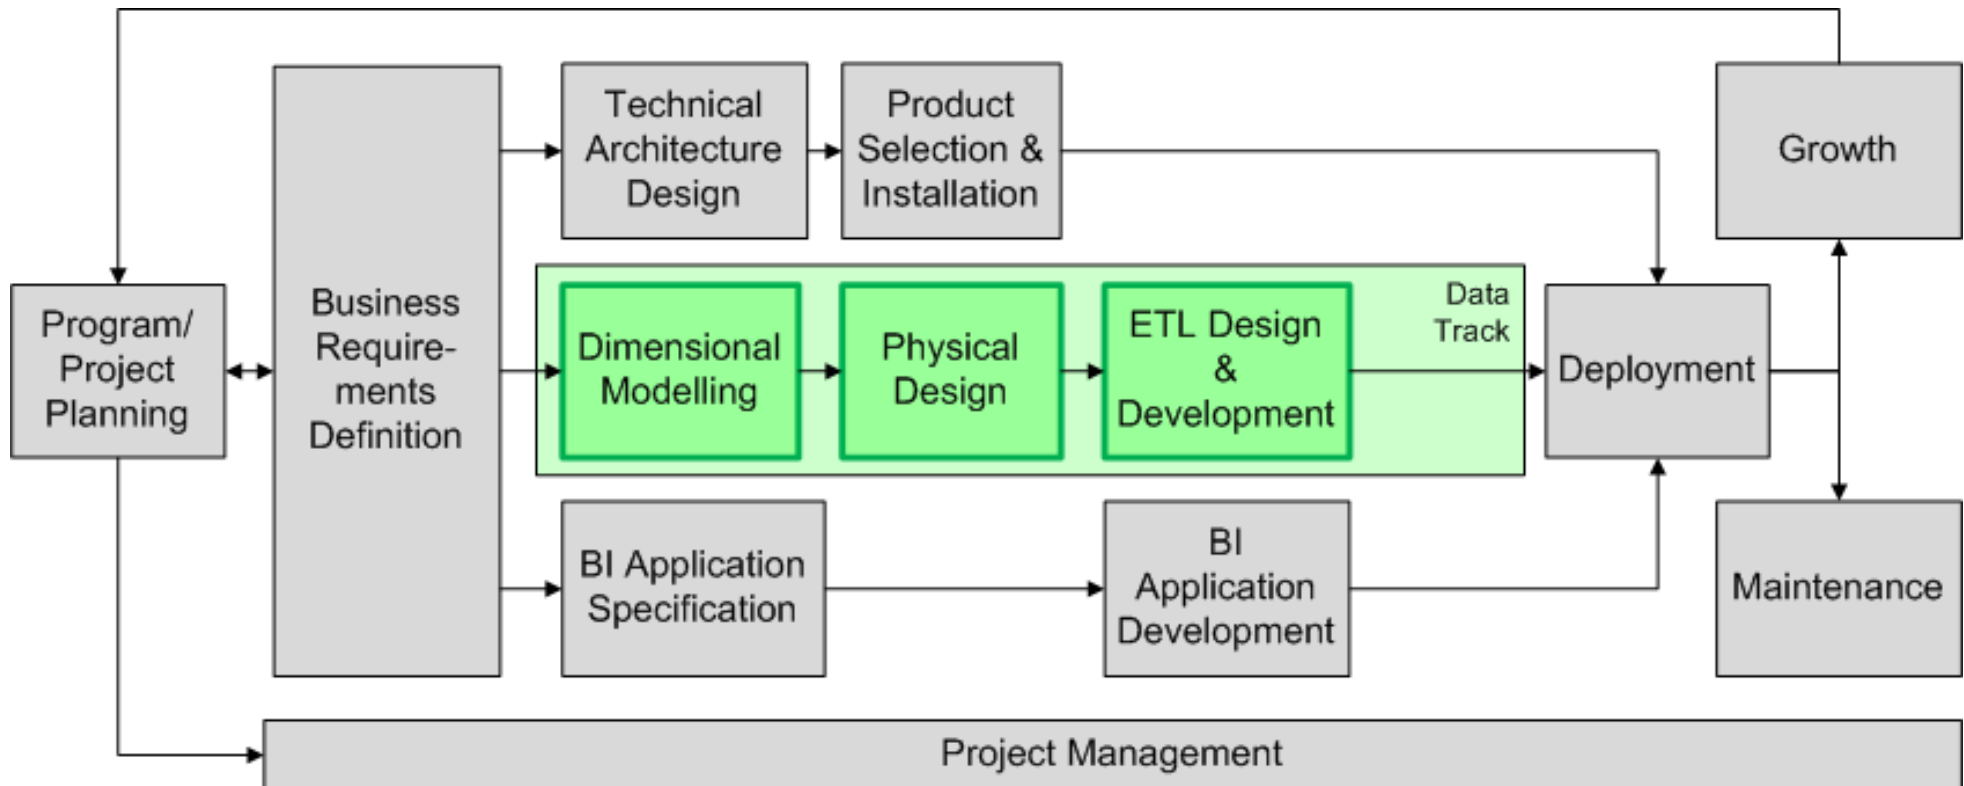 Technical
Architecture
Design
Product
Selection &
Installation
Growth
Program/
Project
Planning
Business
Require-
ments
Definition
Dimensional
Modelling
Physical
Design
ETL Design
&
Development
Data
Track
Deployment
BI Application
Specification
BI
Application
Development
Maintenance
Project Management